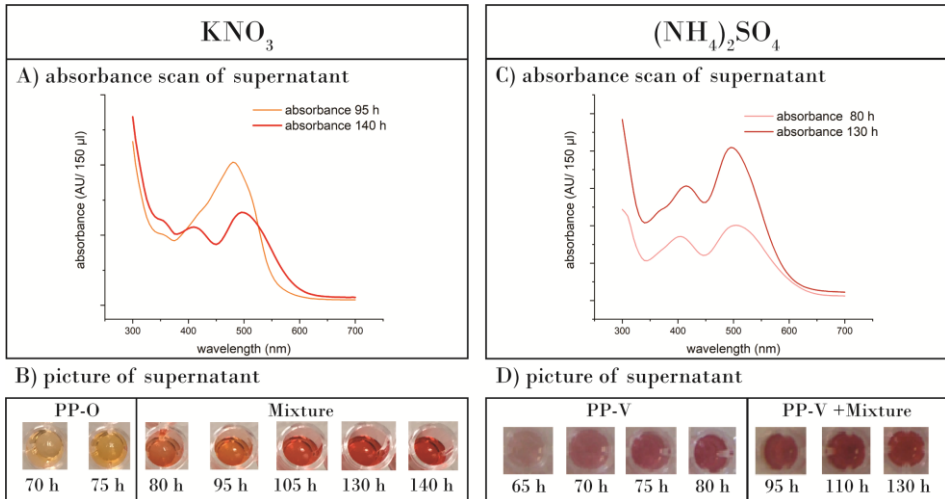 KNO₃
A) absorbance scan of supernatant
absorbance 95 h
absorbance 140 h
absorbance (AU/ 150 µl)
300 400 500 600 700
wavelength (nm)
B) picture of supernatant
PP-O Mixture
70 h 75 h 80 h 95 h 105 h 130 h 140 h
(NH₄)₂SO₄
C) absorbance scan of supernatant
absorbance 80 h
absorbance 130 h
absorbance (AU/ 150 µl)
300 400 500 600 700
wavelength (nm)
D) picture of supernatant
PP-V PP-V +Mixture
65 h 70 h 75 h 80 h 95 h 110 h 130 h